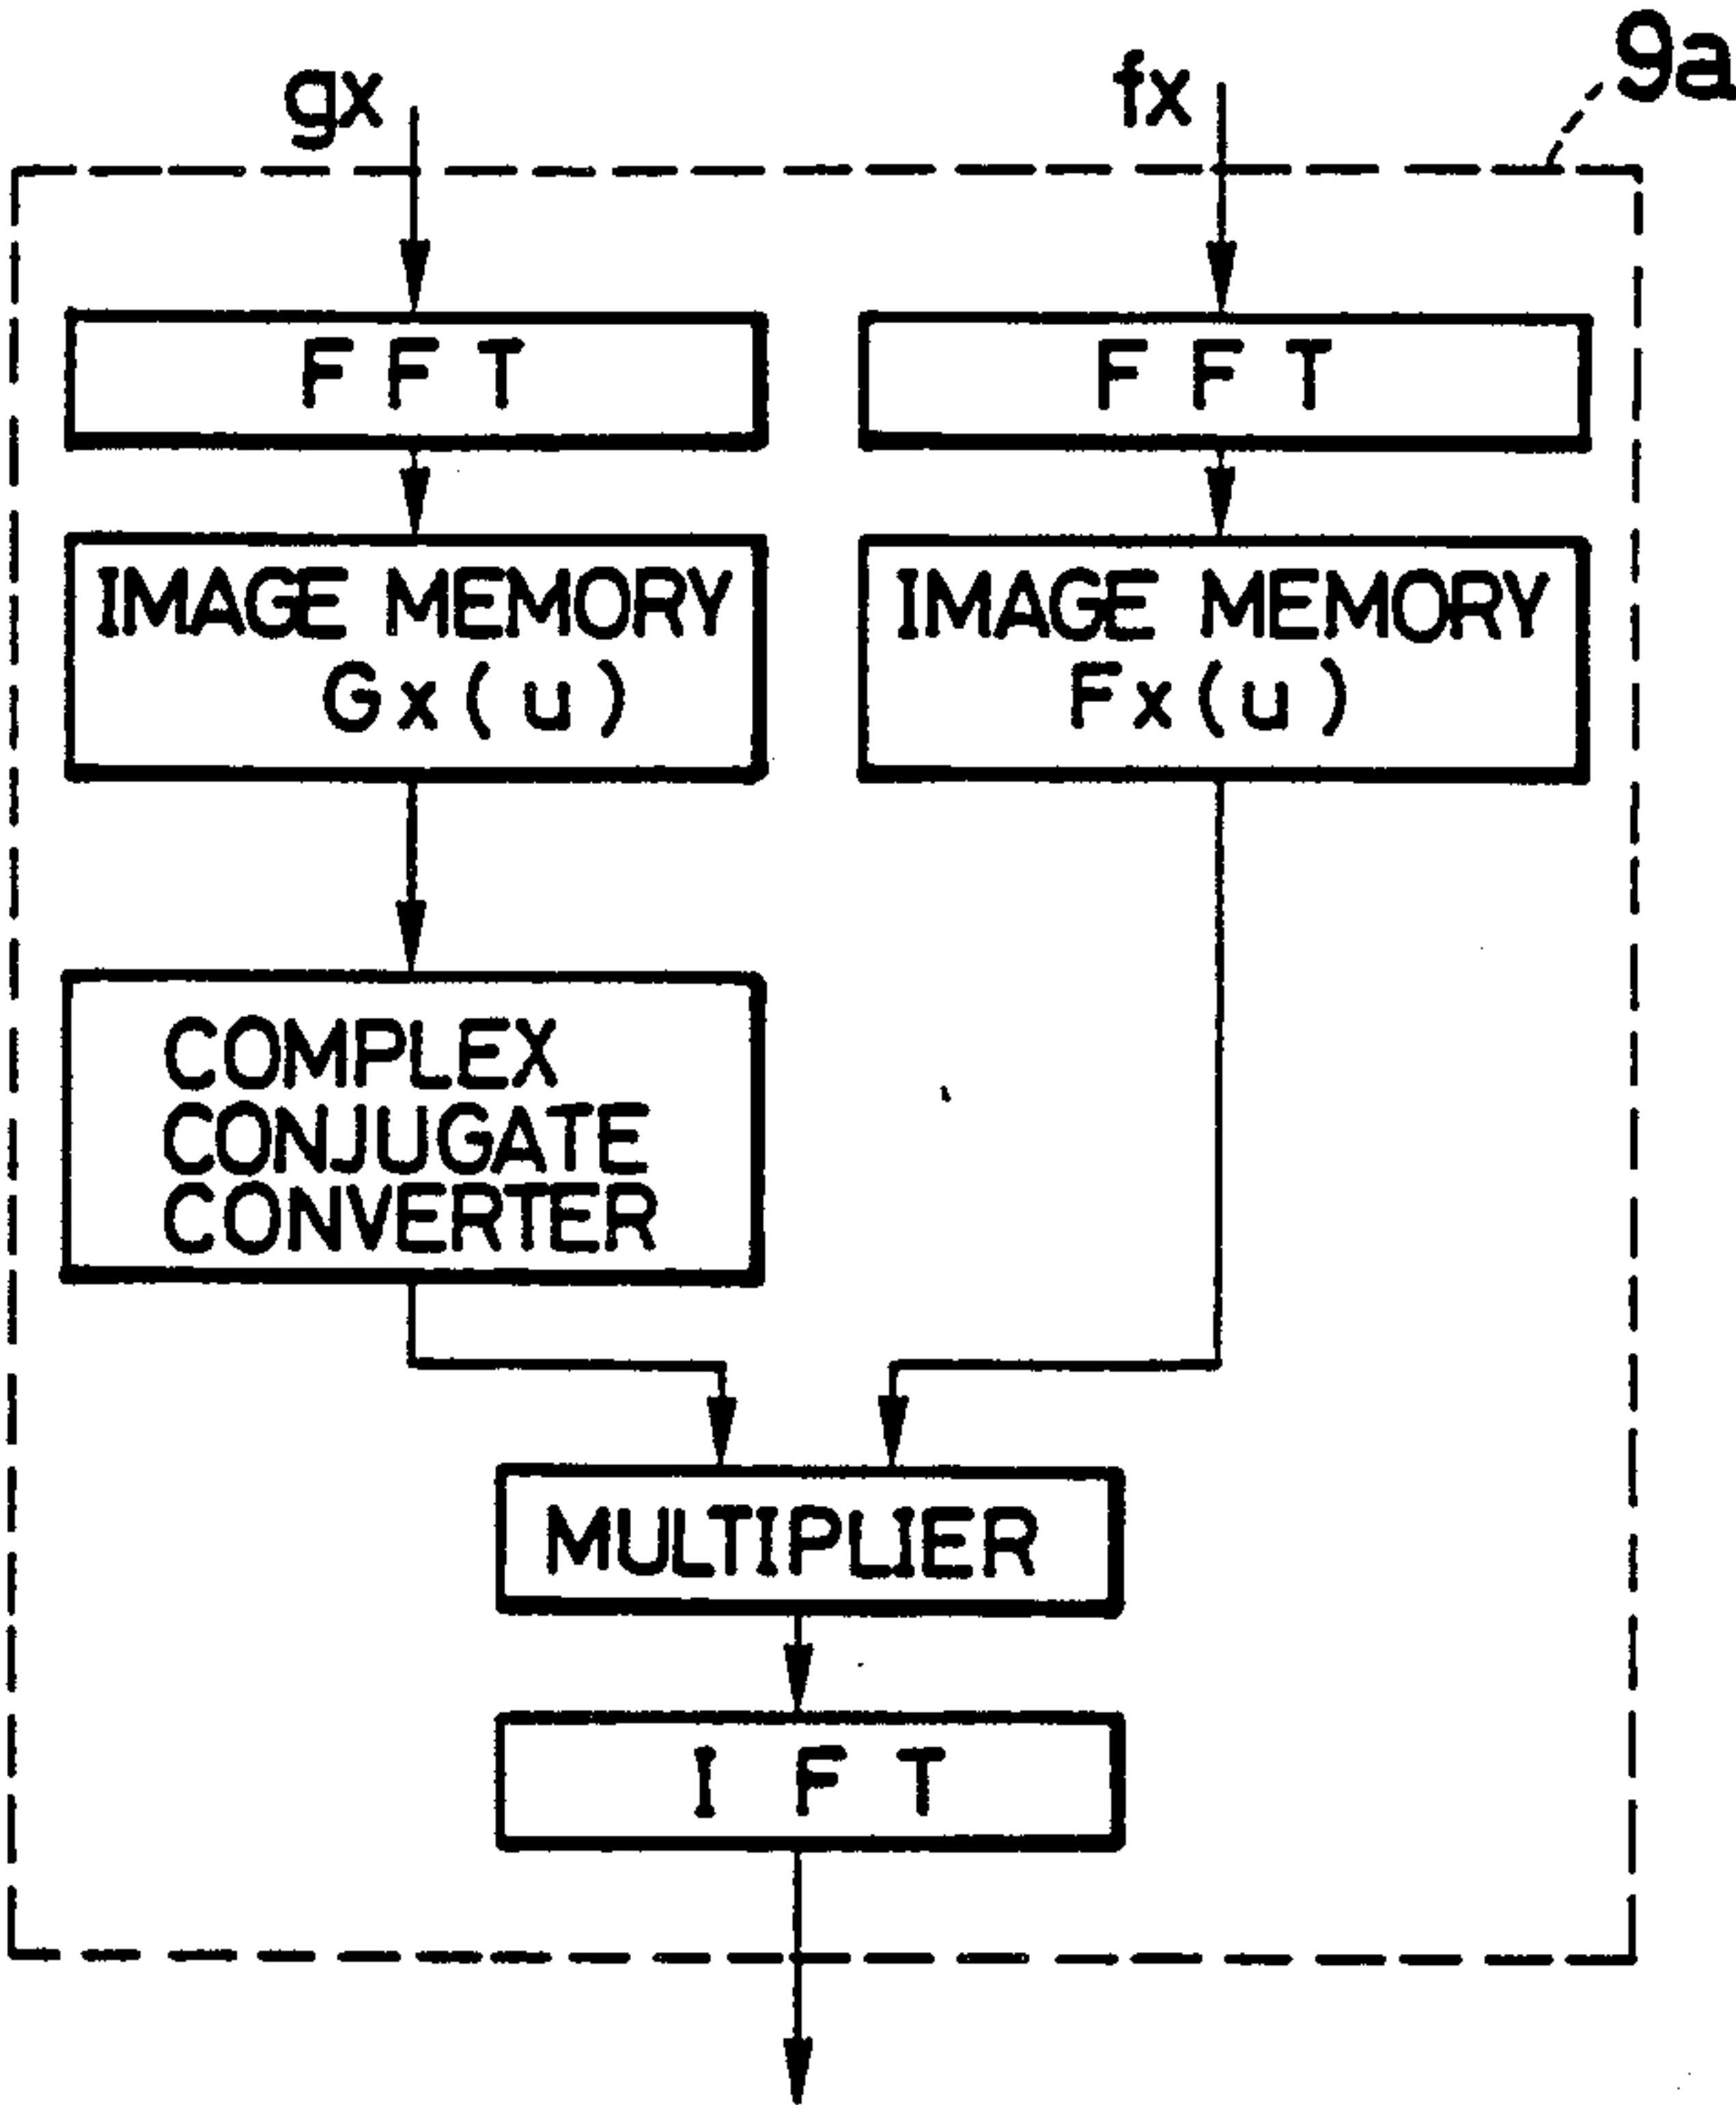 9a
gx
fx
FFT
FFT
IMAGE MEMORY
Gx(u)
IMAGE MEMORY
Fx(u)
COMPLEX
CONJUGATE
CONVERTER
MULTIPLIER
IFT